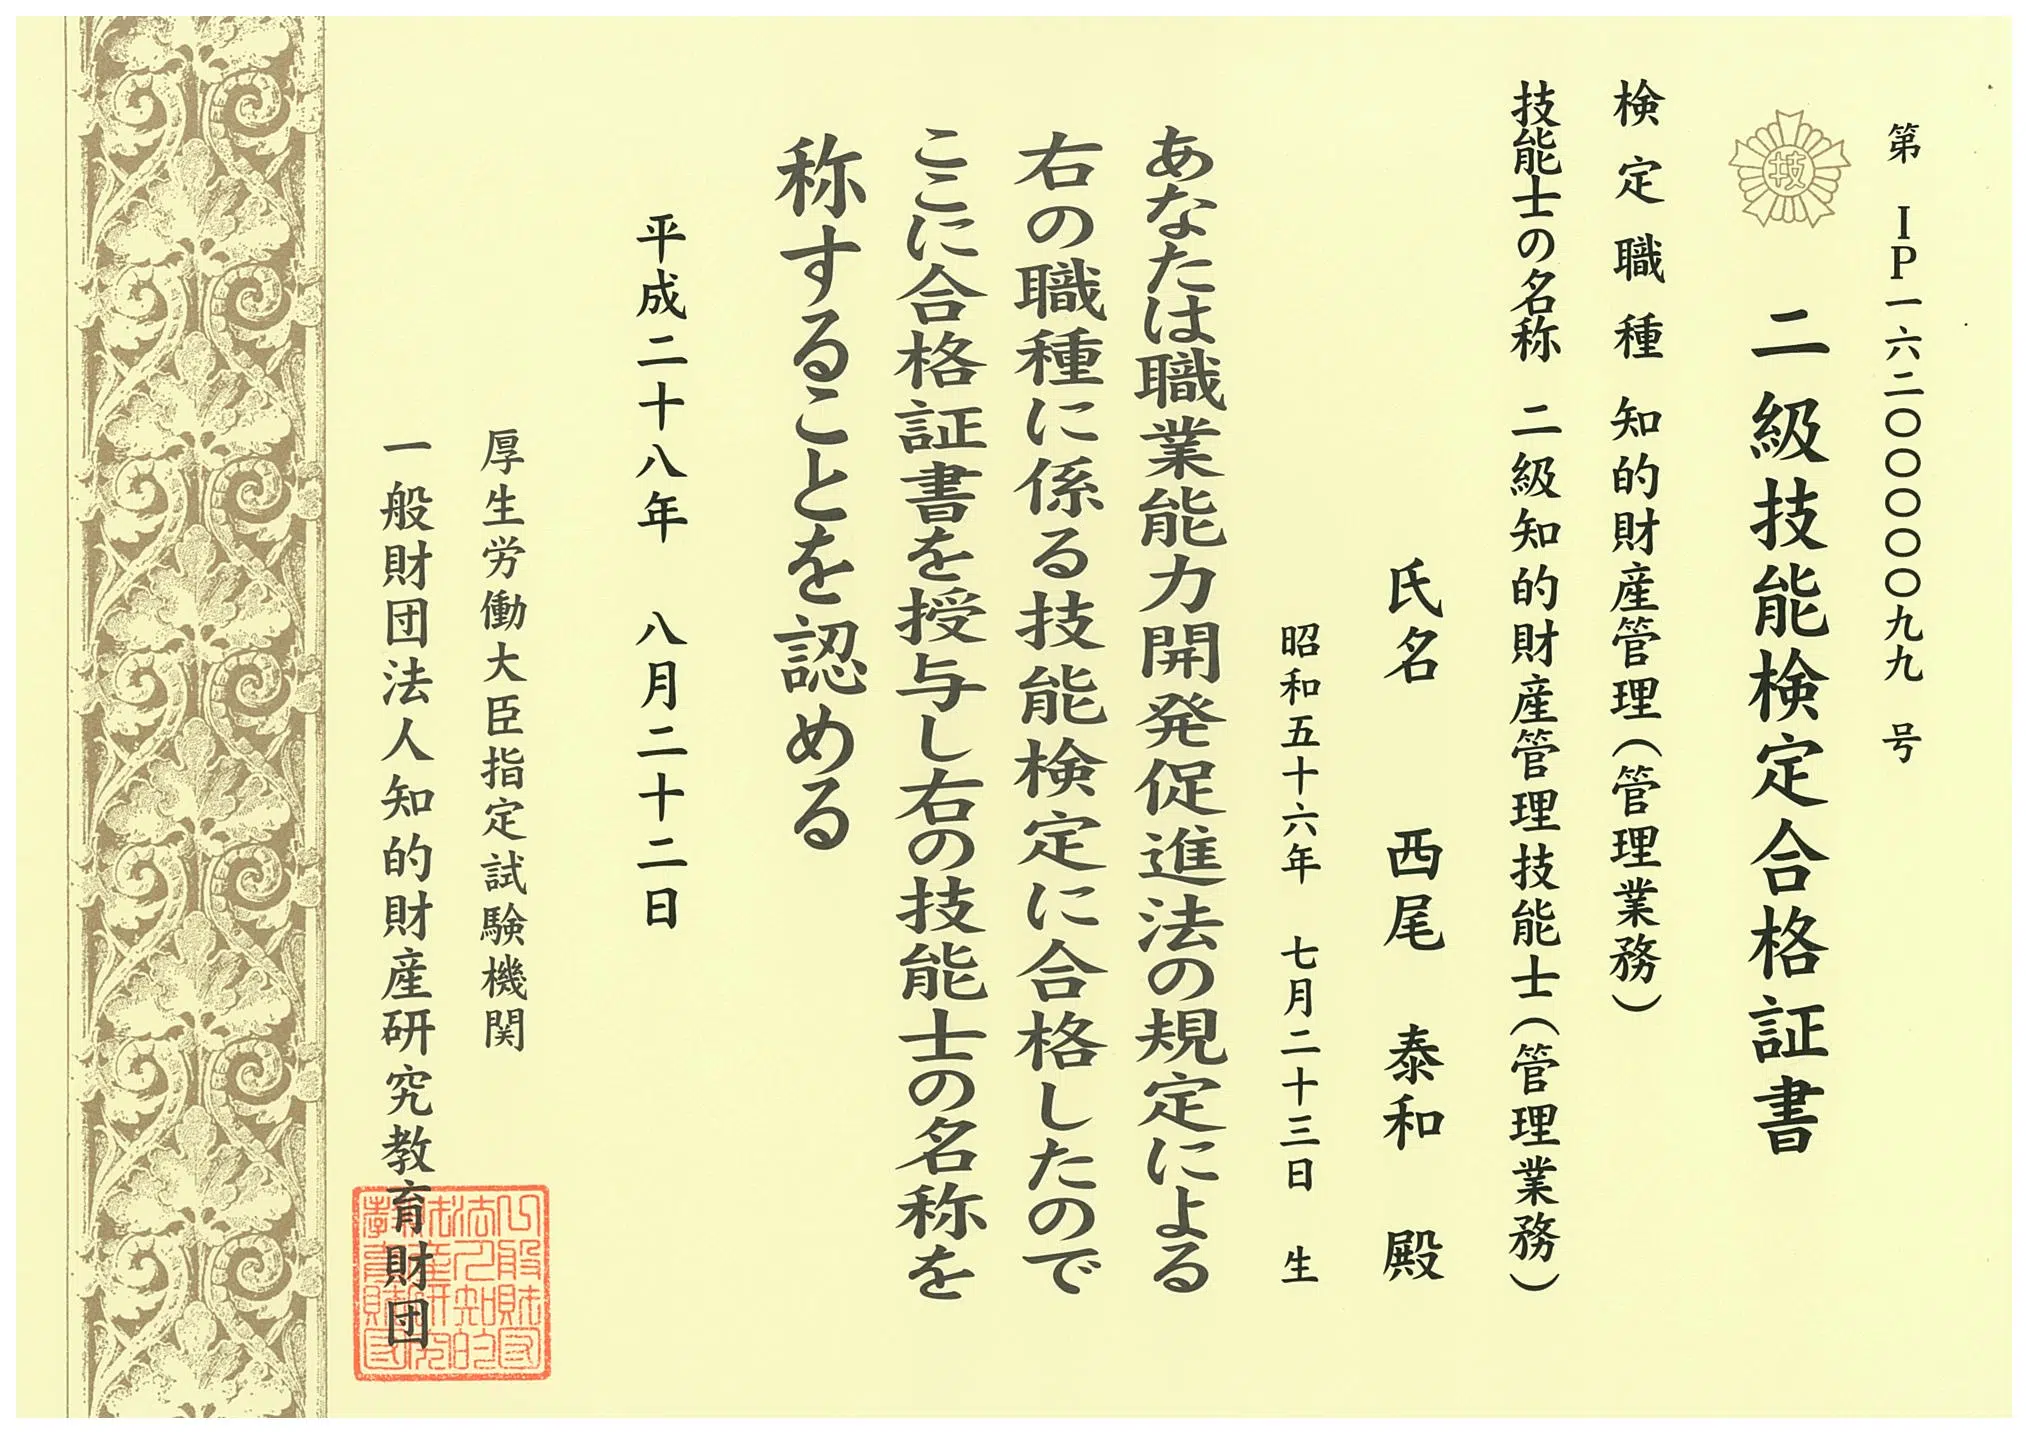 第 IP一六二〇〇〇〇〇九九 号
技
二級技能検定合格証書
検定職種 知的財産管理（管理業務）
技能士の名称 二級知的財産管理技能士（管理業務）
氏名 西尾 泰和 殿
昭和五十六年 七月二十三日 生
あなたは職業能力開発促進法の規定による
右の職種に係る技能検定に合格したので
ここに合格証書を授与し右の技能士の名称を
称することを認める
平成二十八年 八月二十二日
厚生労働大臣指定試験機関
一般財団法人知的財産研究教育財団